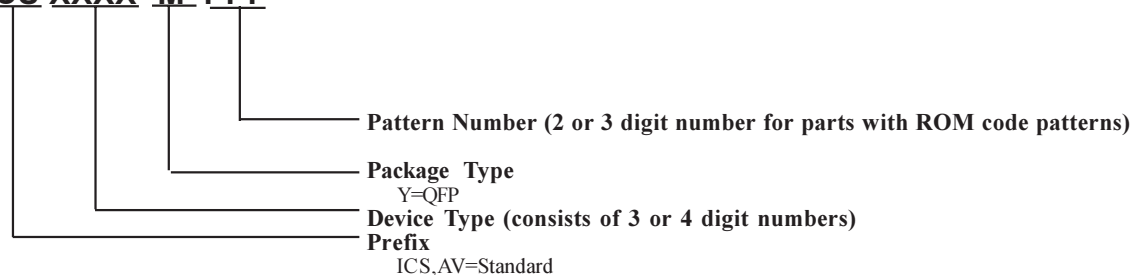 Pattern Number (2 or 3 digit number for parts with ROM code patterns)
Package Type
Y=QFP
Device Type (consists of 3 or 4 digit numbers)
Prefix
ICS,AV=Standard